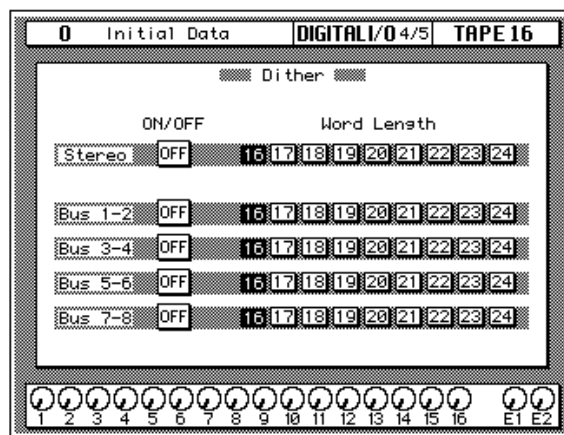 0 Initial Data DIGITAL I/O 4/5 TAPE 16
Dither
ON/OFF Word Length
Stereo OFF 16 17 18 19 20 21 22 23 24
Bus 1-2 OFF 16 17 18 19 20 21 22 23 24
Bus 3-4 OFF 16 17 18 19 20 21 22 23 24
Bus 5-6 OFF 16 17 18 19 20 21 22 23 24
Bus 7-8 OFF 16 17 18 19 20 21 22 23 24
1 2 3 4 5 6 7 8 9 10 11 12 13 14 15 16 E1 E2